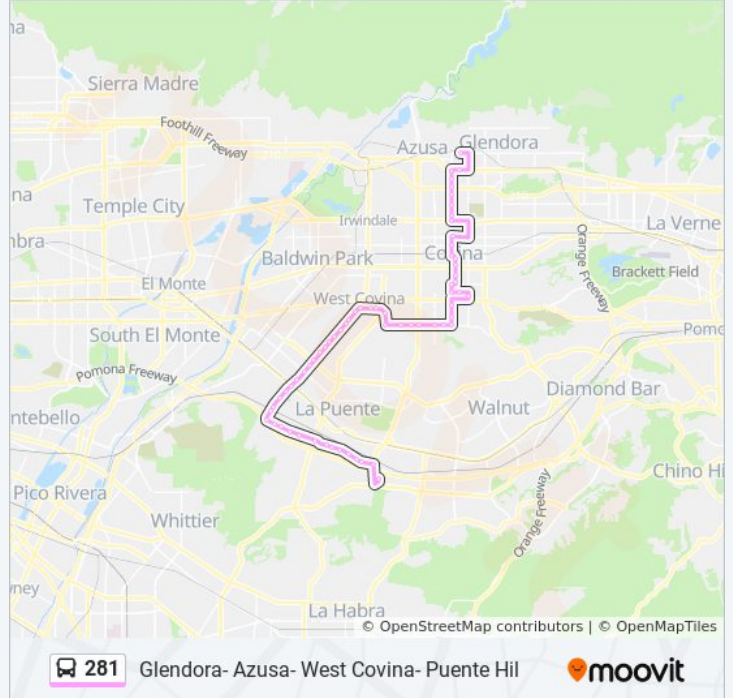 na
Sierra Madre
Foothill Freeway
Azusa
Glendora
na
Temple City
Irwindale
La Verne
mbra
Baldwin Park
Orange Freeway
Brackett Field
El Monte
West Covina
South El Monte
Pomo
Pomona Freeway
La Puente
Walnut
Diamond Bar
ntebello
Chino Hi
Pico Rivera
Whittier
Orange Freeway
ney
La Habra
© OpenStreetMap contributors | © OpenMapTiles
281 Glendora- Azusa- West Covina- Puente Hil
moovit